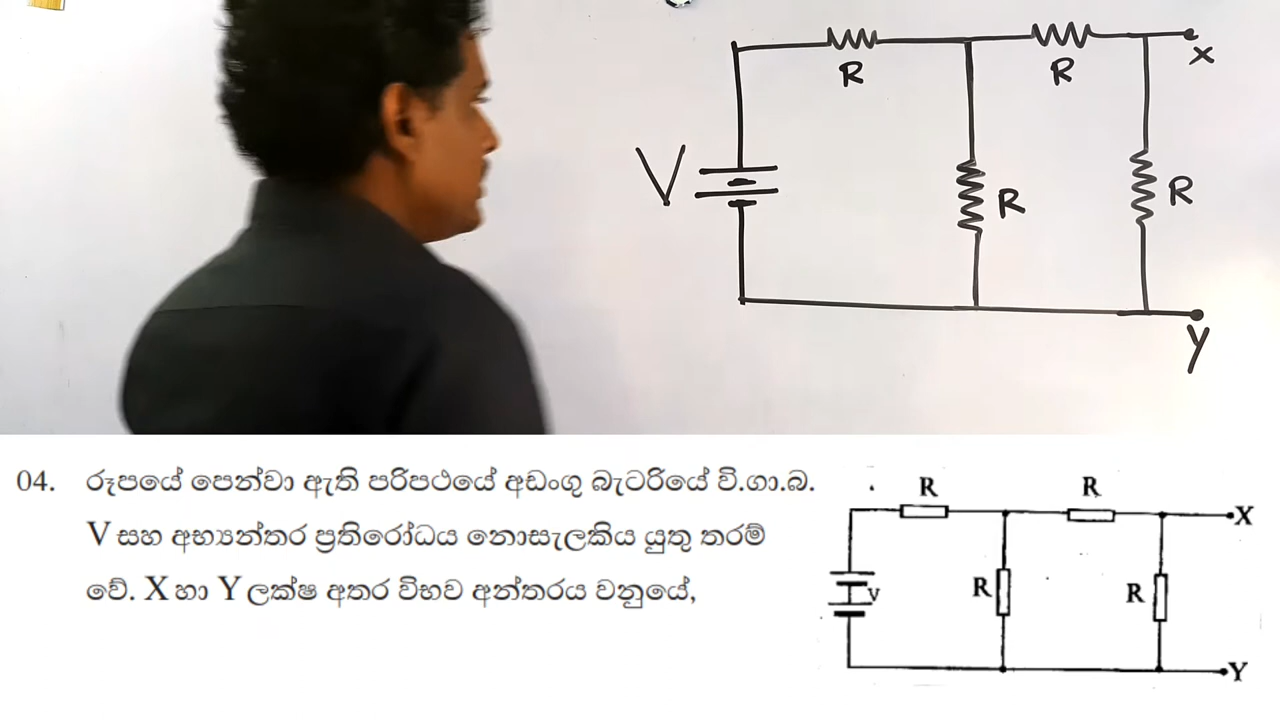 R
R
X
V
R
R
Y
04. රූපයේ පෙන්වා ඇති පරිපථයේ අඩංගු බැටරියේ වි.ගා.බ.
V සහ අභ්‍යන්තර ප්‍රතිරෝධය නොසැලකිය යුතු තරම්
වේ. X හා Y ලක්ෂ අතර විභව අන්තරය වනුයේ,
R
R
X
V
R
R
Y